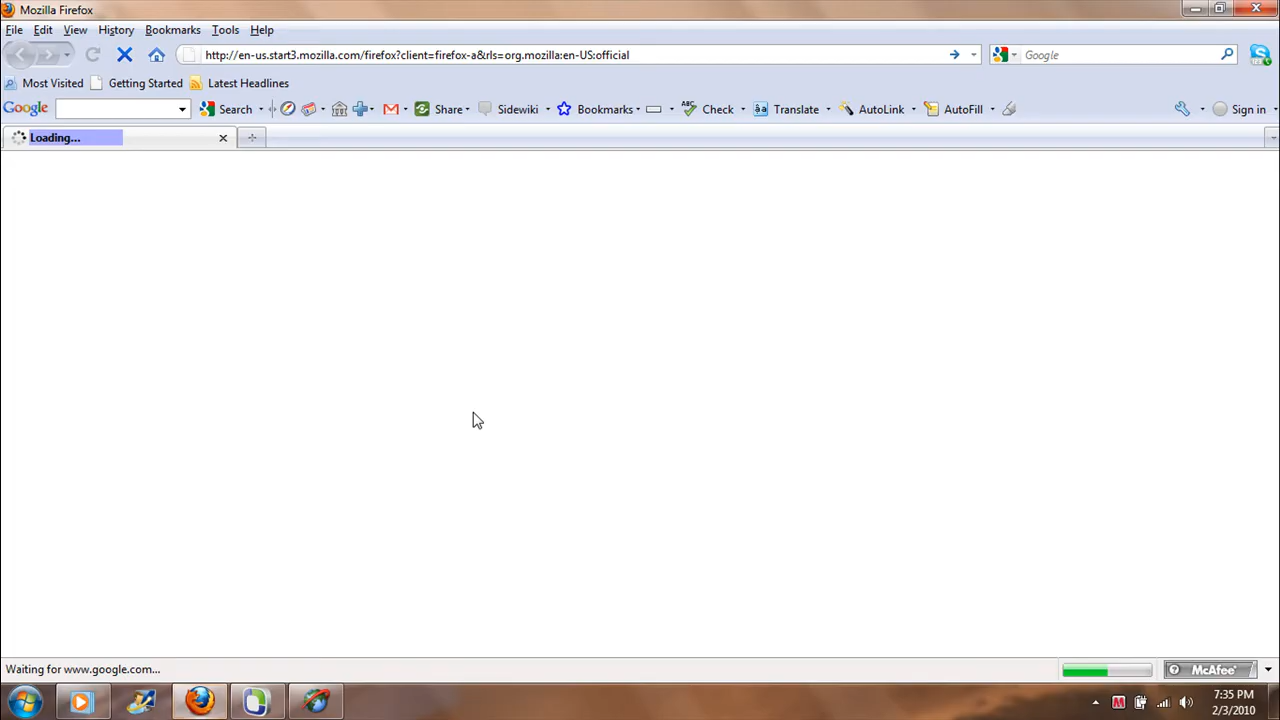 Mozilla Firefox
File Edit View History Bookmarks Tools Help
http://en-us.start3.mozilla.com/firefox?client=firefox-a&rls=org.mozilla:en-US:official Google
Most Visited Getting Started Latest Headlines
Google Search Share Sidewiki Bookmarks Check Translate AutoLink AutoFill Sign in
Loading...
Waiting for www.google.com... McAfee
7:35 PM
2/3/2010